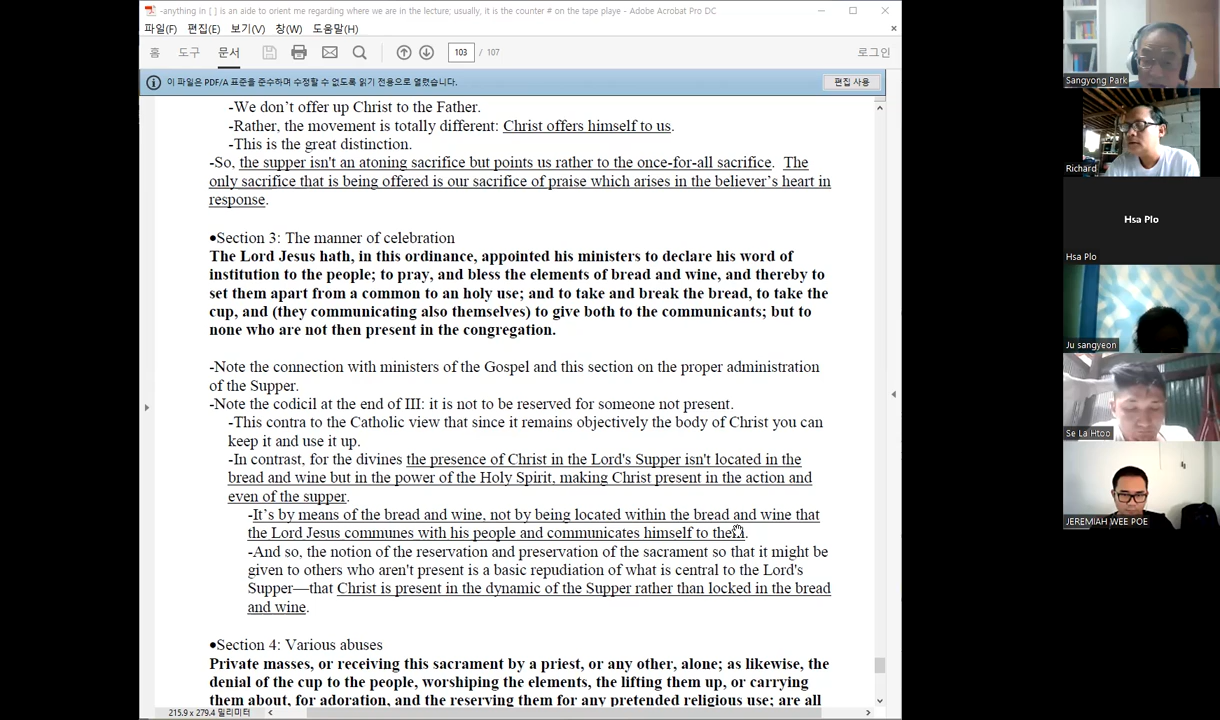 -anything in [ ] is an aide to orient me regarding where we are in the lecture; usually, it is the counter # on the tape playe - Adobe Acrobat Pro DC
파일(F) 편집(E) 보기(V) 창(W) 도움말(H)
홈 도구 문서 103 / 107 로그인
이 파일은 PDF/A 표준을 준수하며 수정할 수 없도록 읽기 전용으로 열렸습니다. 편집 사용
-We don't offer up Christ to the Father.
-Rather, the movement is totally different: Christ offers himself to us.
-This is the great distinction.
-So, the supper isn't an atoning sacrifice but points us rather to the once-for-all sacrifice. The
only sacrifice that is being offered is our sacrifice of praise which arises in the believer's heart in
response.
•Section 3: The manner of celebration
The Lord Jesus hath, in this ordinance, appointed his ministers to declare his word of
institution to the people; to pray, and bless the elements of bread and wine, and thereby to
set them apart from a common to an holy use; and to take and break the bread, to take the
cup, and (they communicating also themselves) to give both to the communicants; but to
none who are not then present in the congregation.
-Note the connection with ministers of the Gospel and this section on the proper administration
of the Supper.
-Note the codicil at the end of III: it is not to be reserved for someone not present.
-This contra to the Catholic view that since it remains objectively the body of Christ you can
keep it and use it up.
-In contrast, for the divines the presence of Christ in the Lord's Supper isn't located in the
bread and wine but in the power of the Holy Spirit, making Christ present in the action and
even of the supper.
-It's by means of the bread and wine, not by being located within the bread and wine that
the Lord Jesus communes with his people and communicates himself to them.
-And so, the notion of the reservation and preservation of the sacrament so that it might be
given to others who aren't present is a basic repudiation of what is central to the Lord's
Supper—that Christ is present in the dynamic of the Supper rather than locked in the bread
and wine.
•Section 4: Various abuses
Private masses, or receiving this sacrament by a priest, or any other, alone; as likewise, the
denial of the cup to the people, worshiping the elements, the lifting them up, or carrying
them about, for adoration, and the reserving them for any pretended religious use; are all
215.9 x 279.4 밀리미터
Sangyong Park
Richard
Hsa Plo
Hsa Plo
Ju sangyeon
Se La Htoo
JEREMIAH WEE POE